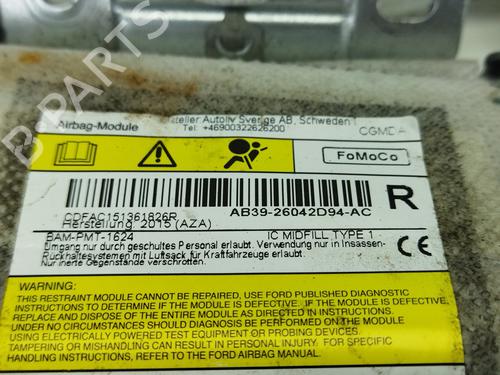 B-PARTS
steller: Autoliv Sverige AB, Schweden
Airbag-Module
Tel: +46900322626200
CGMDA
FoMoCo
R
CDFAC151361826R
AB39-26042D94-AC
Herstellung: 2015 (AZA)
BAM-PMT-1624
IC MIDFILL TYPE 1
Umgang nur durch geschultes Personal erlaubt. Verwendung nur in Insassen-
Rückhaltesystemen mit Luftsack für Kraftfahrzeuge erlaubt.
Nur inerte Gegenstände verschrotten.
CE
WARNING:
THIS RESTRAINT MODULE CANNOT BE REPAIRED, USE FORD PUBLISHED DIAGNOSTIC
INSTRUCTIONS TO DETERMINE IF THE MODULE IS DEFECTIVE. IF THE MODULE IS DEFECTIVE,
REPLACE AND DISPOSE OF THE ENTIRE MODULE AS DIRECTED IN INSTRUCTIONS.
UNDER NO CIRCUMSTANCES SHOULD DIAGNOSIS BE PERFORMED ON THE MODULE
USING ELECTRICALLY POWERED TEST EQUIPMENT OR PROBING DEVICES.
TAMPERING OR MISHANDLING CAN RESULT IN PERSONAL INJURY. FOR SPECIFIC
HANDLING INSTRUCTIONS, REFER TO THE FORD AIRBAG MANUAL.